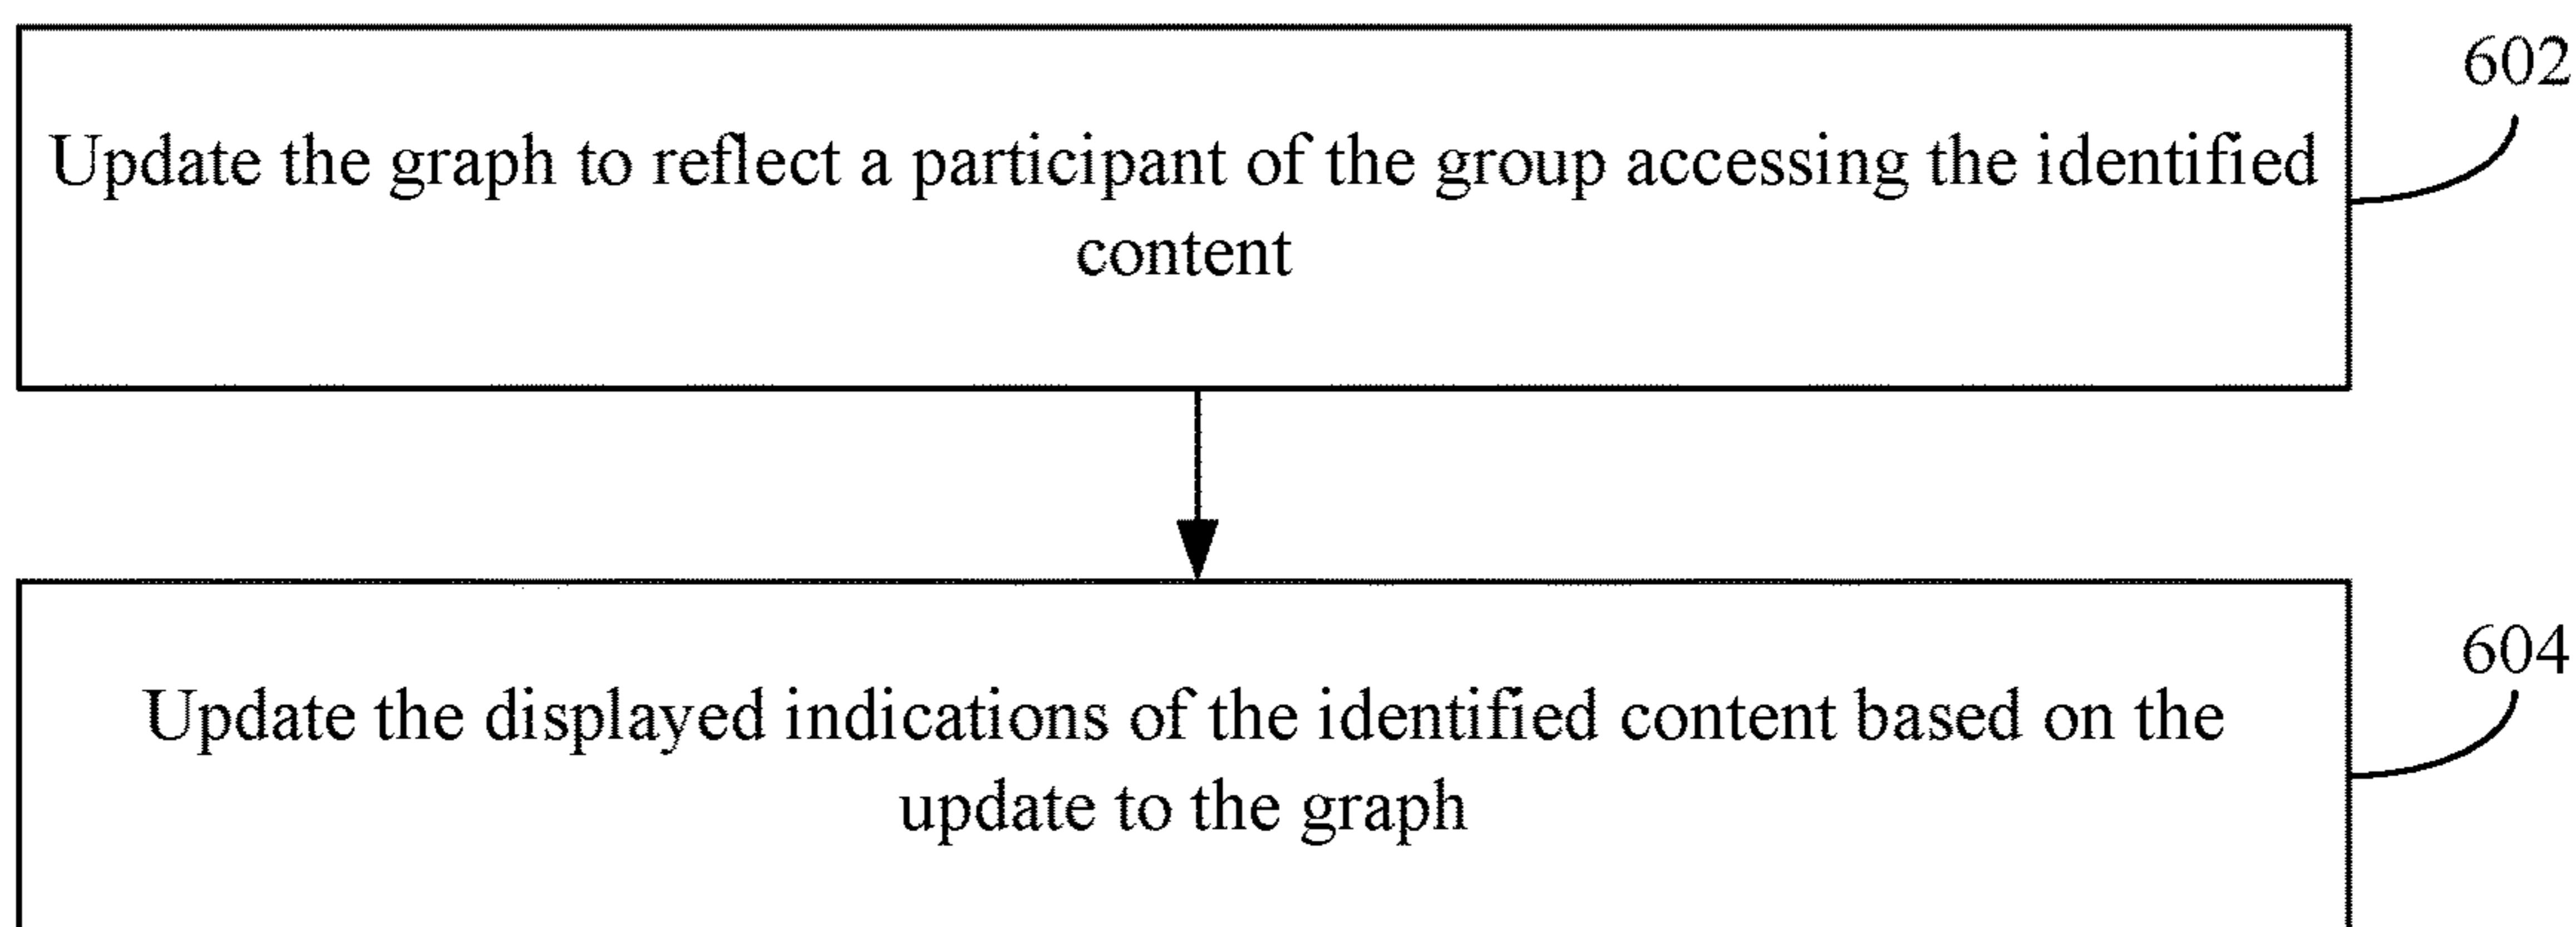 602
Update the graph to reflect a participant of the group accessing the identified
content
604
Update the displayed indications of the identified content based on the
update to the graph